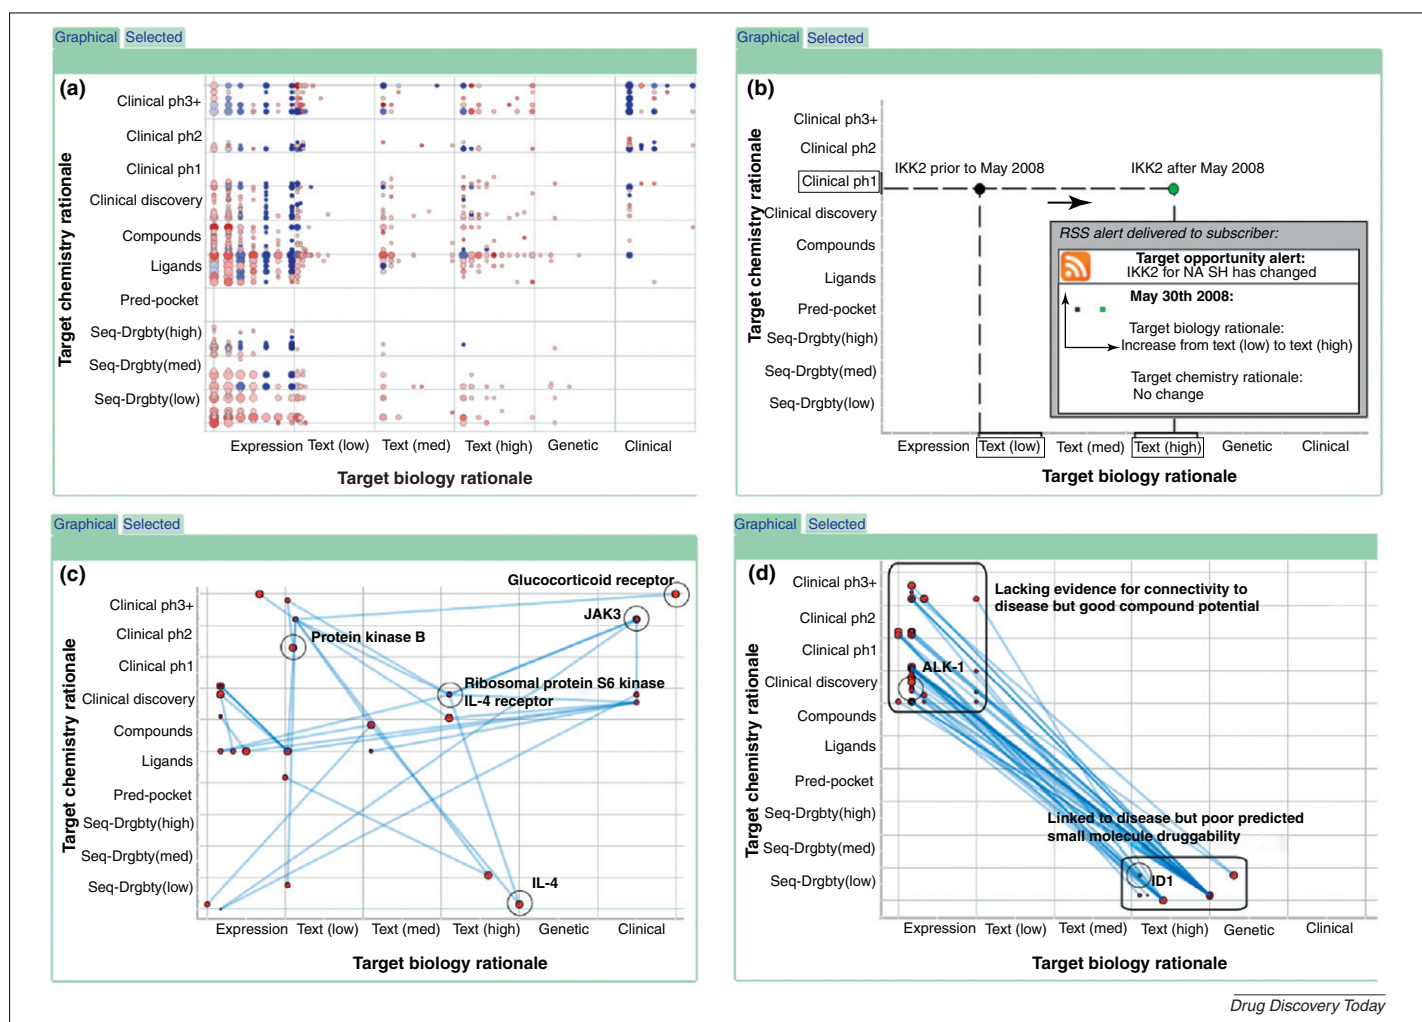 Graphical Selected
(a)
Target chemistry rationale
Clinical ph3+
Clinical ph2
Clinical ph1
Clinical discovery
Compounds
Ligands
Pred-pocket
Seq-Drgbty(high)
Seq-Drgbty(med)
Seq-Drgbty(low)
Expression Text (low) Text (med) Text (high) Genetic Clinical
Target biology rationale
Graphical Selected
(b)
Target chemistry rationale
Clinical ph3+
Clinical ph2
Clinical ph1
Clinical discovery
Compounds
Ligands
Pred-pocket
Seq-Drgbty(high)
Seq-Drgbty(med)
Seq-Drgbty(low)
IKK2 prior to May 2008
IKK2 after May 2008
RSS alert delivered to subscriber:
Target opportunity alert:
IKK2 for NA SH has changed
May 30th 2008:
Target biology rationale:
Increase from text (low) to text (high)
Target chemistry rationale:
No change
Expression Text (low) Text (med) Text (high) Genetic Clinical
Target biology rationale
Graphical Selected
(c)
Target chemistry rationale
Clinical ph3+
Clinical ph2
Clinical ph1
Clinical discovery
Compounds
Ligands
Pred-pocket
Seq-Drgbty(high)
Seq-Drgbty(med)
Seq-Drgbty(low)
Glucocorticoid receptor
JAK3
Protein kinase B
Ribosomal protein S6 kinase
IL-4 receptor
IL-4
Expression Text (low) Text (med) Text (high) Genetic Clinical
Target biology rationale
Graphical Selected
(d)
Target chemistry rationale
Clinical ph3+
Clinical ph2
Clinical ph1
Clinical discovery
Compounds
Ligands
Pred-pocket
Seq-Drgbty(high)
Seq-Drgbty(med)
Seq-Drgbty(low)
Lacking evidence for connectivity to
disease but good compound potential
ALK-1
Linked to disease but poor predicted
small molecule druggability
ID1
Expression Text (low) Text (med) Text (high) Genetic Clinical
Target biology rationale
Drug Discovery Today